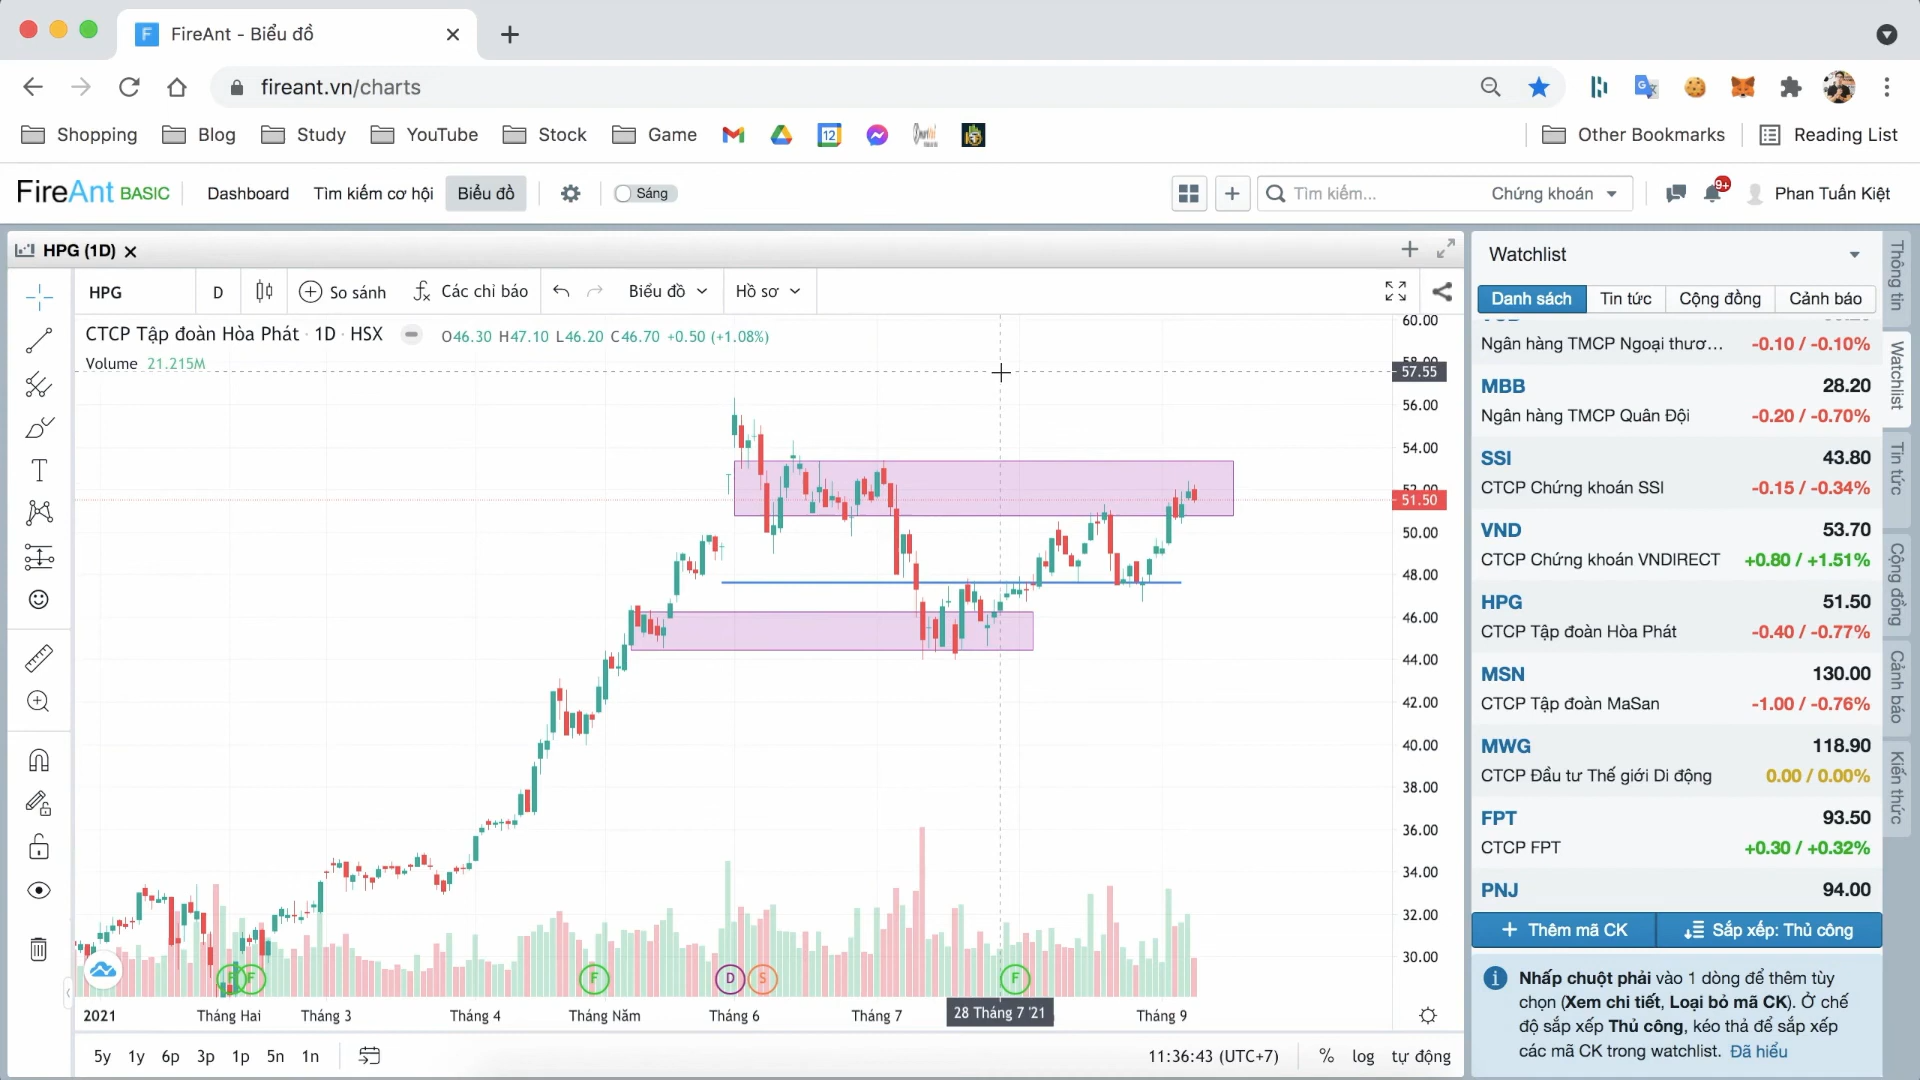 FireAnt - Biểu đồ
fireant.vn/charts
Shopping Blog Study YouTube Stock Game 12 Other Bookmarks Reading List
FireAnt BASIC Dashboard Tìm kiếm cơ hội Biểu đồ Sáng Tìm kiếm... Chứng khoán 9+ Phan Tuấn Kiệt
HPG (1D)
HPG D So sánh Các chỉ báo Biểu đồ Hồ sơ
CTCP Tập đoàn Hòa Phát · 1D · HSX O46.30 H47.10 L46.20 C46.70 +0.50 (+1.08%)
Volume 21.215M
60.00
58.00
57.55
56.00
54.00
52.00
51.50
50.00
48.00
46.00
44.00
42.00
40.00
38.00
36.00
34.00
32.00
30.00
F F F D S F
2021 Tháng Hai Tháng 3 Tháng 4 Tháng Năm Tháng 6 Tháng 7 28 Tháng 7 '21 Tháng 9
5y 1y 6p 3p 1p 5n 1n 11:36:43 (UTC+7) % log tự động
Watchlist
Danh sách Tin tức Cộng đồng Cảnh báo
Ngân hàng TMCP Ngoại thươ... -0.10 / -0.10%
MBB 28.20
Ngân hàng TMCP Quân Đội -0.20 / -0.70%
SSI 43.80
CTCP Chứng khoán SSI -0.15 / -0.34%
VND 53.70
CTCP Chứng khoán VNDIRECT +0.80 / +1.51%
HPG 51.50
CTCP Tập đoàn Hòa Phát -0.40 / -0.77%
MSN 130.00
CTCP Tập đoàn MaSan -1.00 / -0.76%
MWG 118.90
CTCP Đầu tư Thế giới Di động 0.00 / 0.00%
FPT 93.50
CTCP FPT +0.30 / +0.32%
PNJ 94.00
Thêm mã CK Sắp xếp: Thủ công
Nhấp chuột phải vào 1 dòng để thêm tùy
chọn (Xem chi tiết, Loại bỏ mã CK). Ở chế
độ sắp xếp Thủ công, kéo thả để sắp xếp
các mã CK trong watchlist. Đã hiểu
Thông tin
Watchlist
Tin tức
Cộng đồng
Cảnh báo
Kiến thức